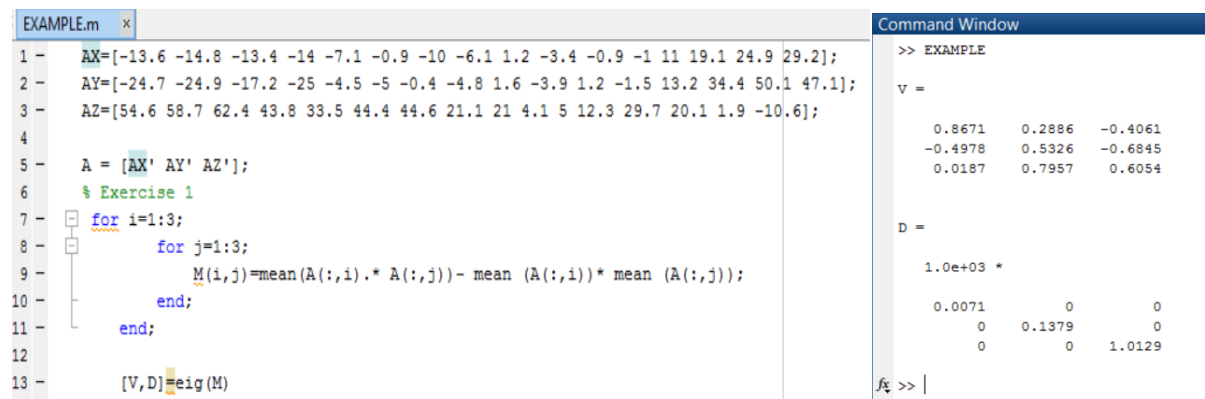 EXAMPLE.m ×
1 - AX=[-13.6 -14.8 -13.4 -14 -7.1 -0.9 -10 -6.1 1.2 -3.4 -0.9 -1 11 19.1 24.9 29.2];
2 - AY=[-24.7 -24.9 -17.2 -25 -4.5 -5 -0.4 -4.8 1.6 -3.9 1.2 -1.5 13.2 34.4 50.1 47.1];
3 - AZ=[54.6 58.7 62.4 43.8 33.5 44.4 44.6 21.1 21 4.1 5 12.3 29.7 20.1 1.9 -10.6];
4
5 - A = [AX' AY' AZ'];
6 % Exercise 1
7 - for i=1:3;
8 - for j=1:3;
9 - M(i,j)=mean(A(:,i).* A(:,j))- mean (A(:,i))* mean (A(:,j));
10 - end;
11 - end;
12
13 - [V,D]=eig(M)
Command Window
>> EXAMPLE
V =
0.8671 0.2886 -0.4061
-0.4978 0.5326 -0.6845
0.0187 0.7957 0.6054
D =
1.0e+03 *
0.0071 0 0
0 0.1379 0
0 0 1.0129
fx >>